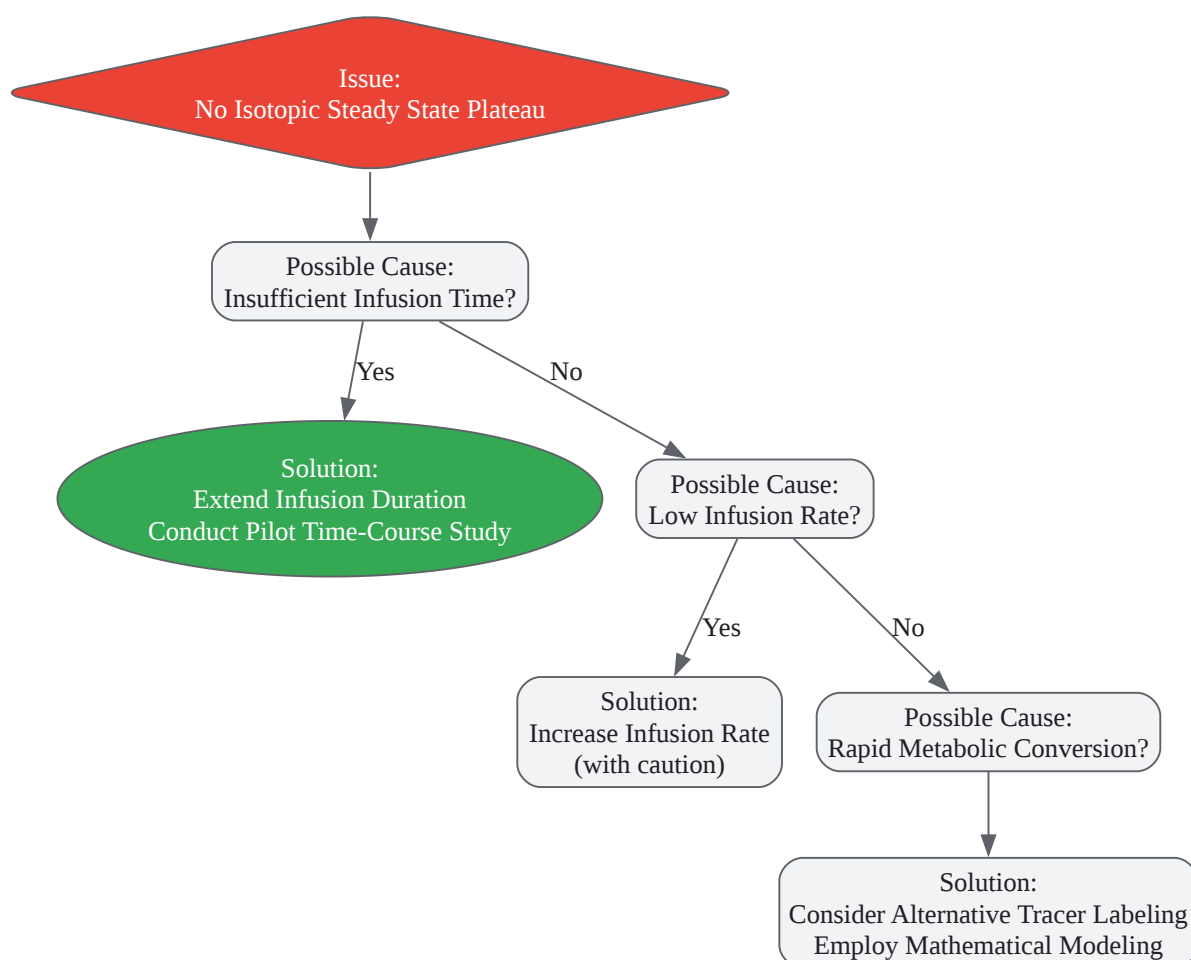 Issue:
No Isotopic Steady State Plateau
Possible Cause:
Insufficient Infusion Time?
Yes
No
Solution:
Extend Infusion Duration
Conduct Pilot Time-Course Study
Possible Cause:
Low Infusion Rate?
Yes
No
Solution:
Increase Infusion Rate
(with caution)
Possible Cause:
Rapid Metabolic Conversion?
Solution:
Consider Alternative Tracer Labeling
Employ Mathematical Modeling